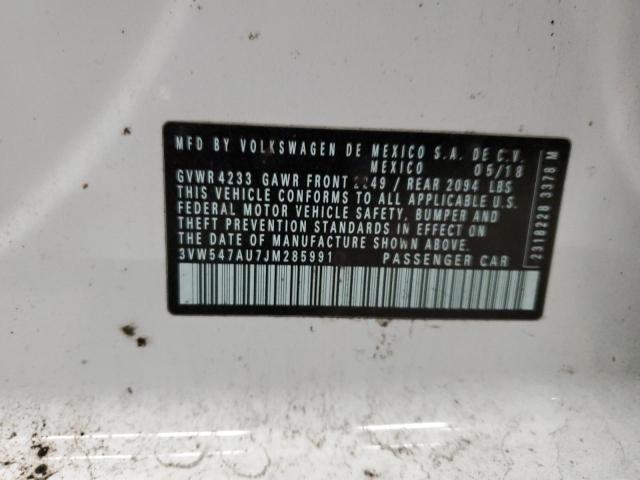 MFD BY VOLKSWAGEN DE MEXICO S.A. DE C.V.
MEXICO 05/18
GVWR 4233 GAWR FRONT 2249 / REAR 2094 LBS
THIS VEHICLE CONFORMS TO ALL APPLICABLE U.S.
FEDERAL MOTOR VEHICLE SAFETY, BUMPER AND
THEFT PREVENTION STANDARDS IN EFFECT ON
THE DATE OF MANUFACTURE SHOWN ABOVE.
3VW547AU7JM285991 PASSENGER CAR
2318228 3378 M